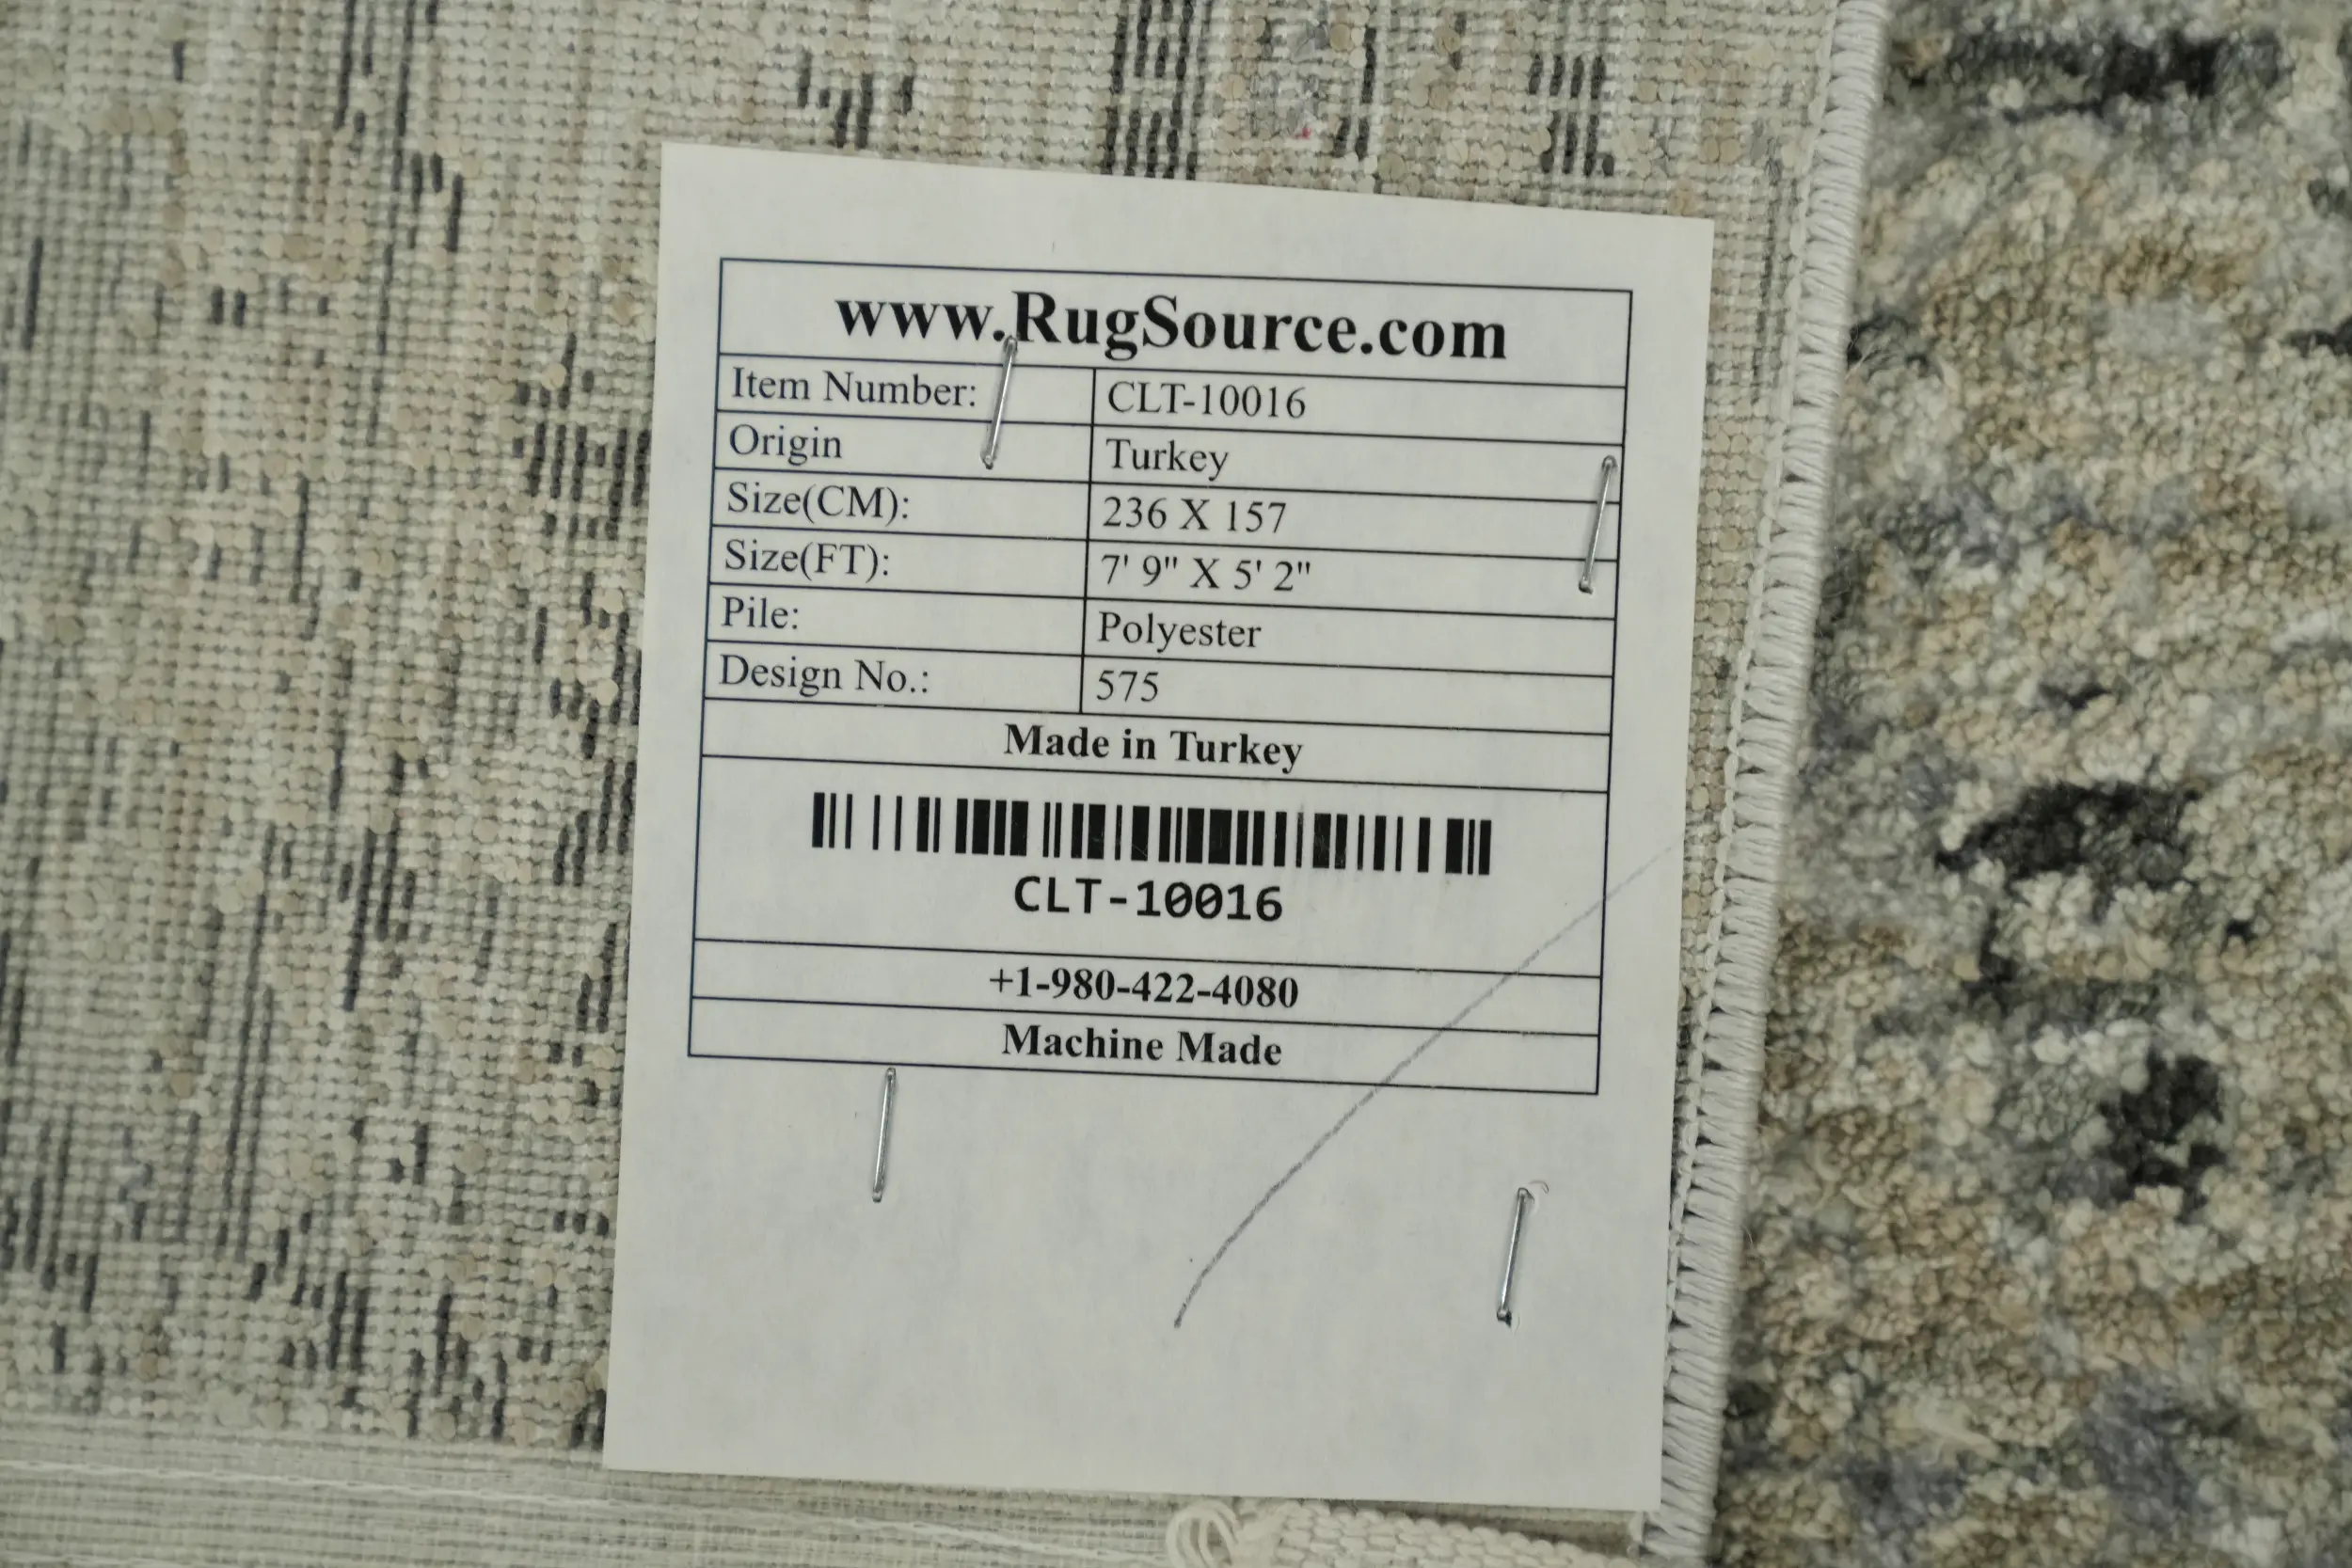 www.RugSource.com
Item Number: CLT-10016
Origin Turkey
Size(CM): 236 X 157
Size(FT): 7' 9" X 5' 2"
Pile: Polyester
Design No.: 575
Made in Turkey
CLT-10016
+1-980-422-4080
Machine Made